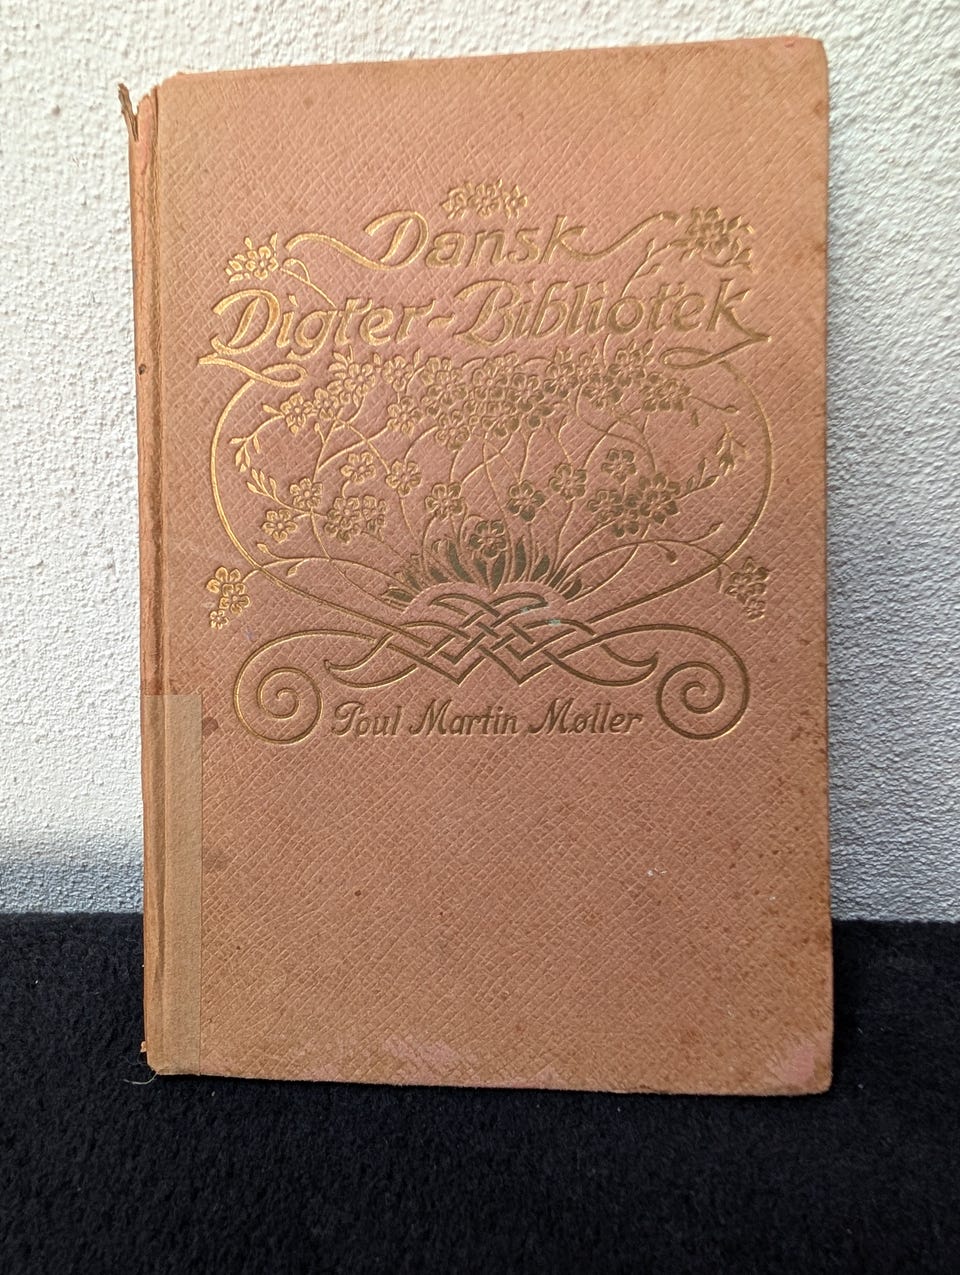 Dansk
Digter-Bibliotek
Poul Martin Møller